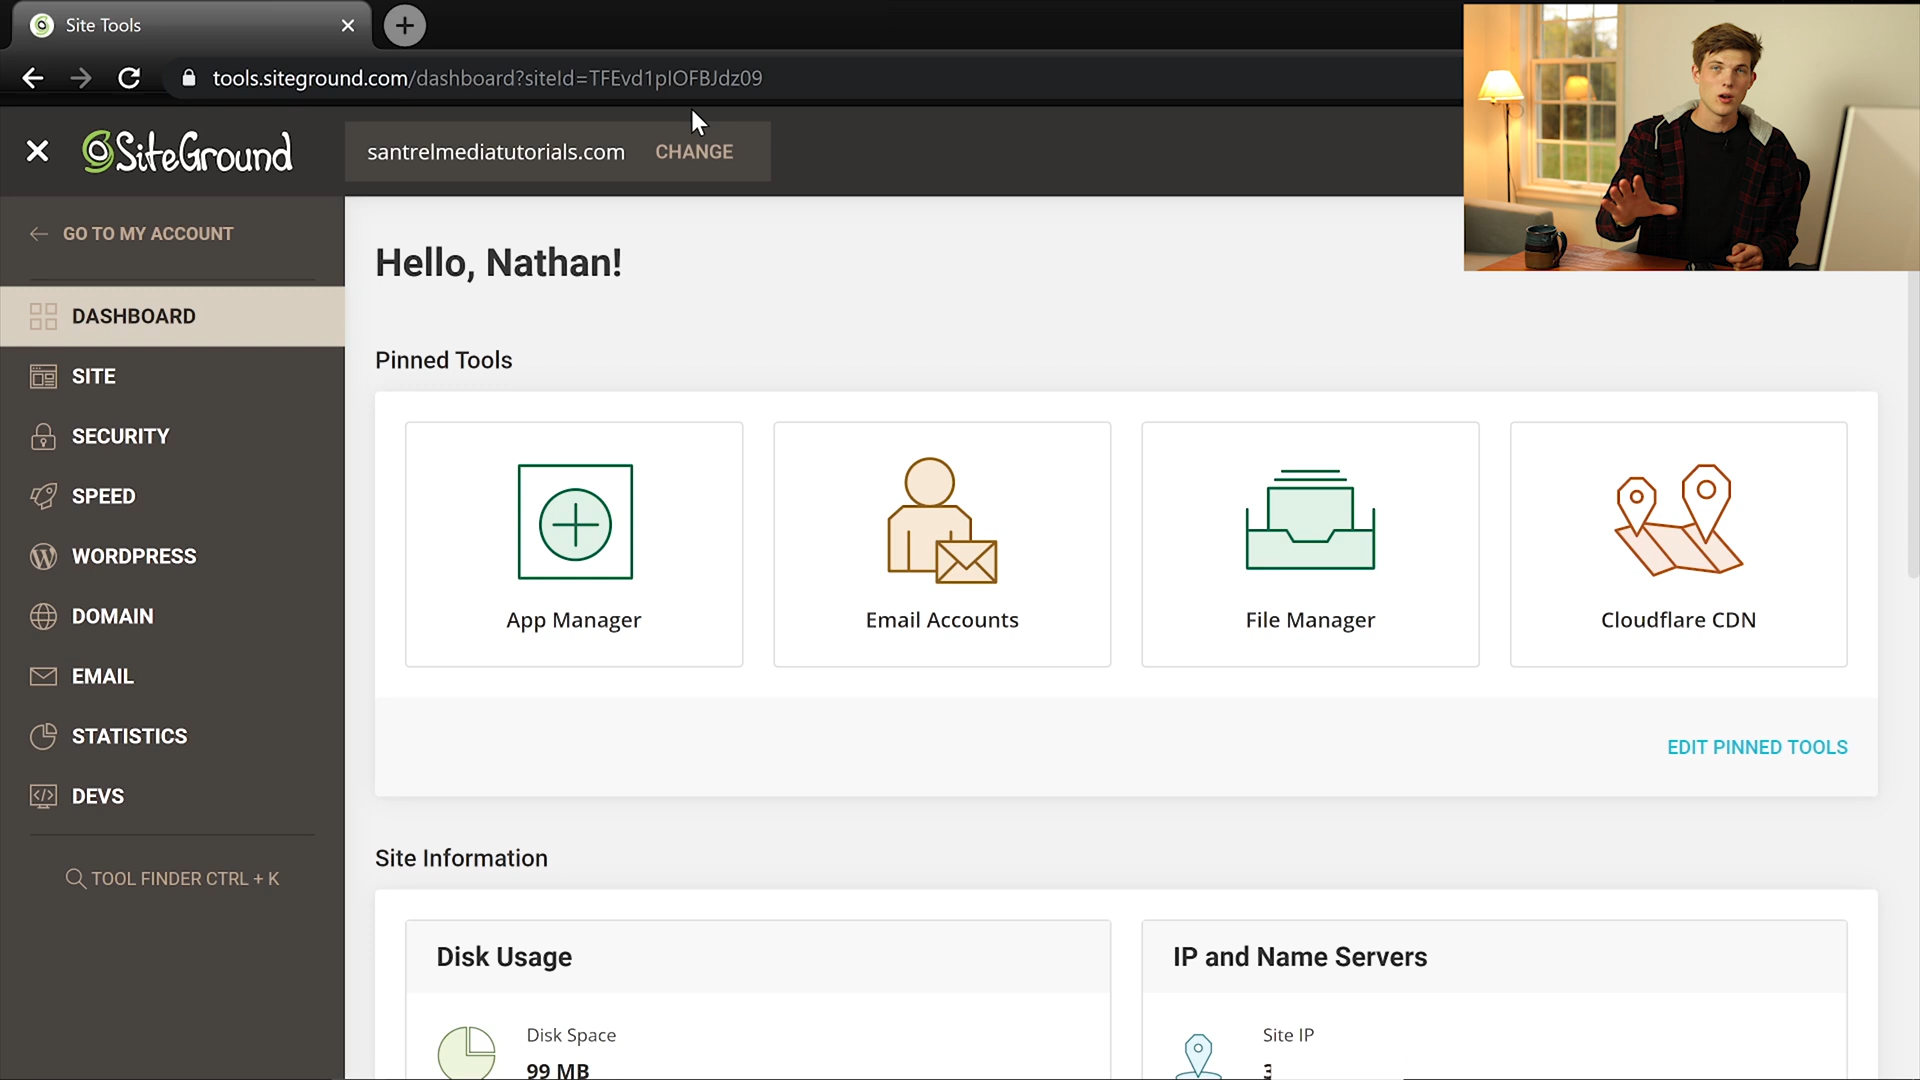 Site Tools
tools.siteground.com/dashboard?siteId=TFEvd1pIOFBJdz09
SiteGround
santrelmediatutorials.com CHANGE
GO TO MY ACCOUNT
DASHBOARD
SITE
SECURITY
SPEED
WORDPRESS
DOMAIN
EMAIL
STATISTICS
DEVS
TOOL FINDER CTRL + K
Hello, Nathan!
Pinned Tools
App Manager
Email Accounts
File Manager
Cloudflare CDN
EDIT PINNED TOOLS
Site Information
Disk Usage
Disk Space
99 MB
IP and Name Servers
Site IP